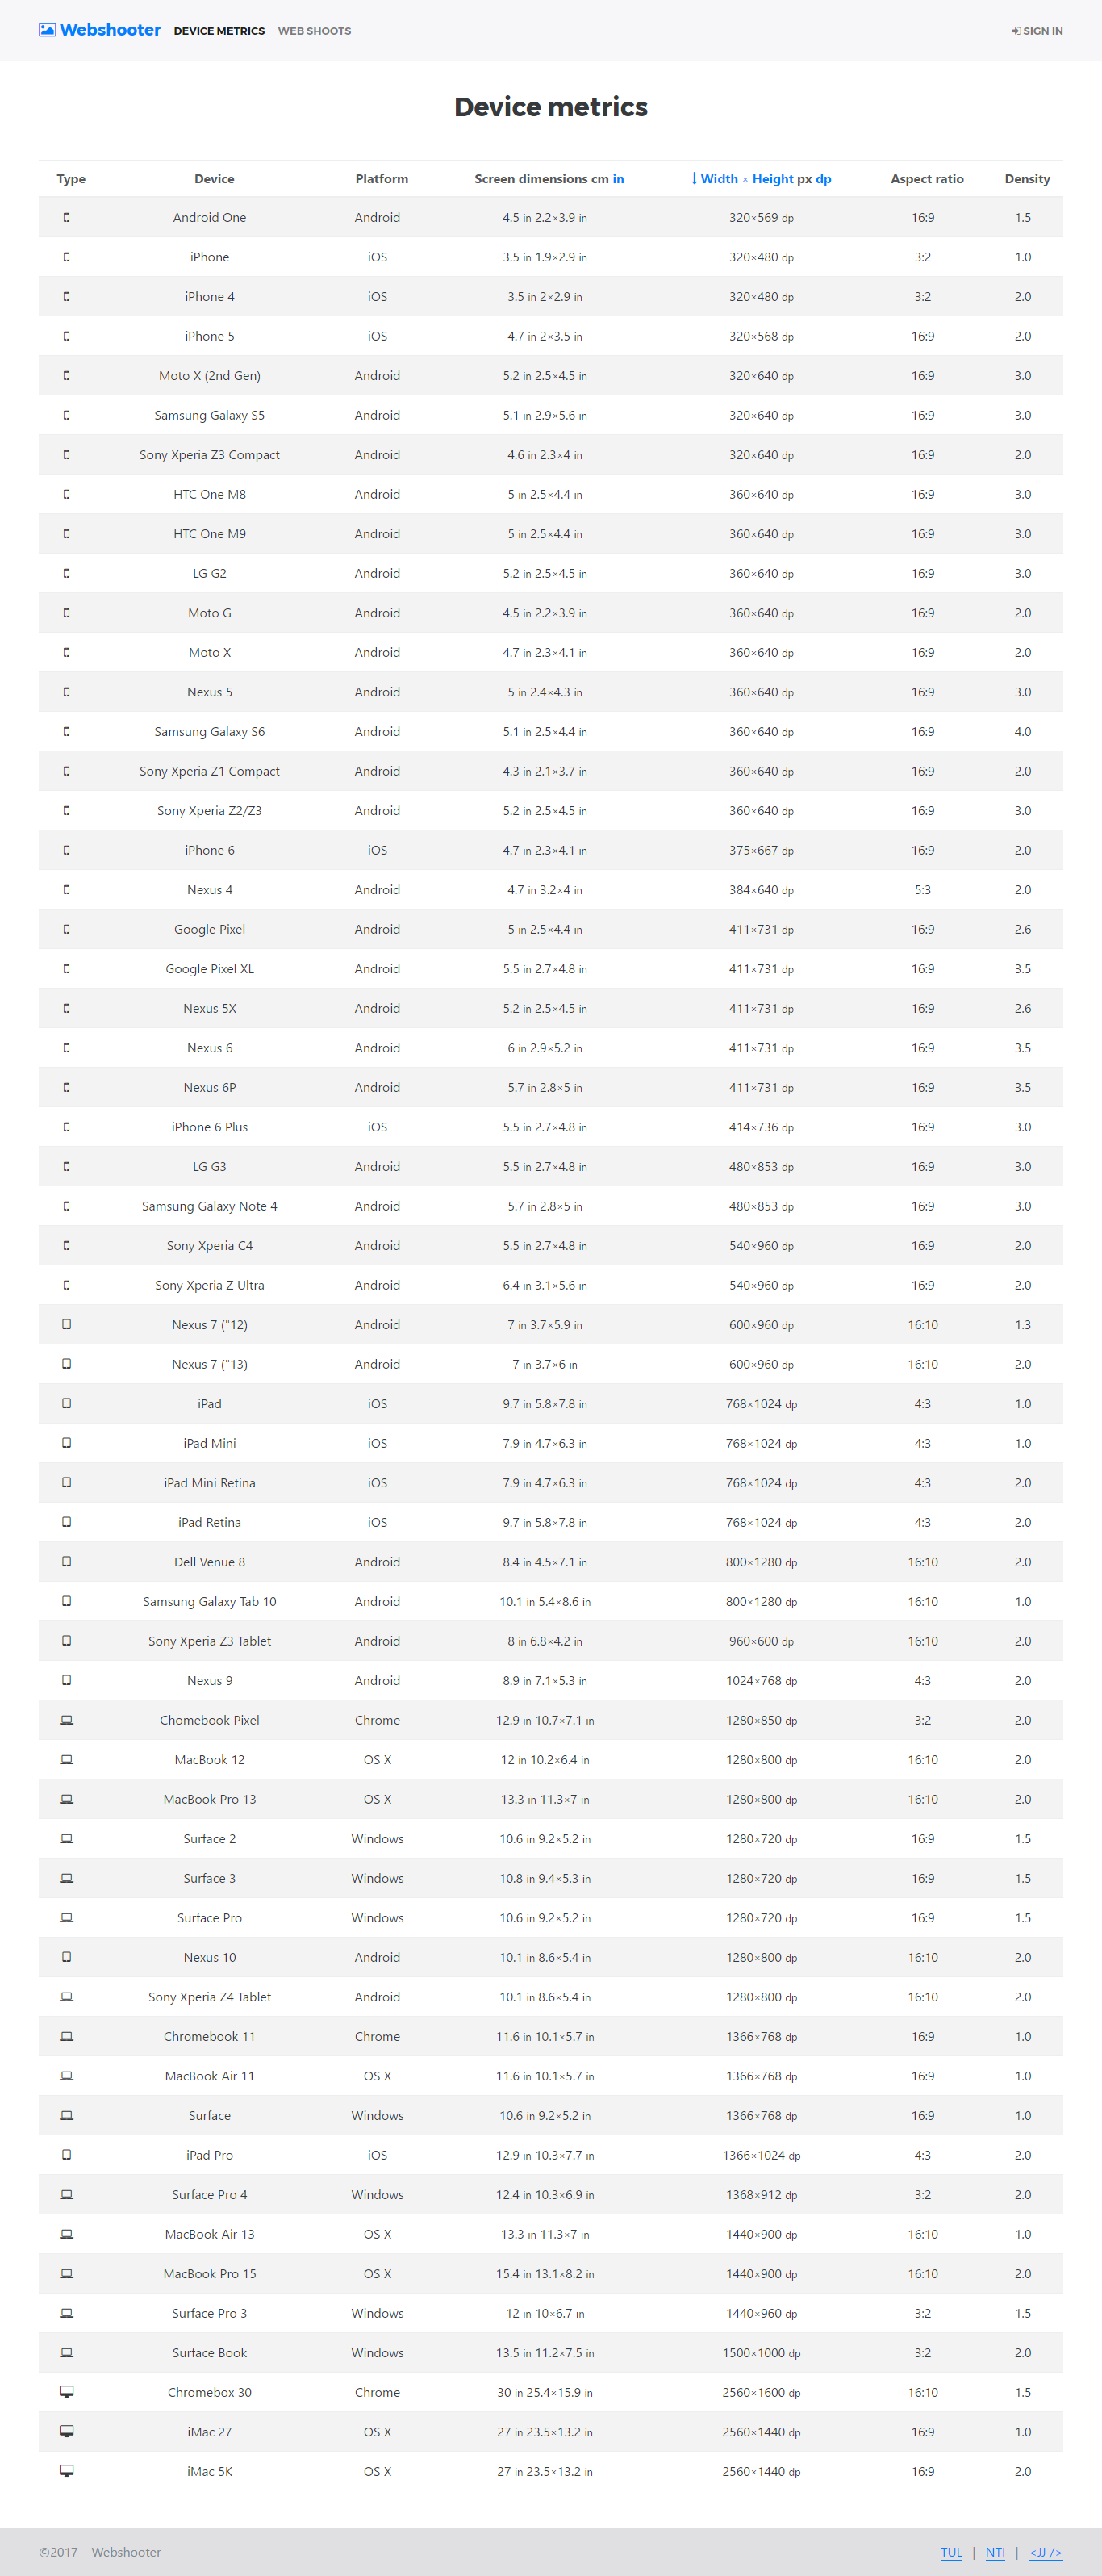 Webshooter DEVICE METRICS WEB SHOOTS SIGN IN
Device metrics
Type Device Platform Screen dimensions cm in ↓ Width × Height px dp Aspect ratio Density
Android One Android 4.5 in 2.2×3.9 in 320×569 dp 16:9 1.5
iPhone iOS 3.5 in 1.9×2.9 in 320×480 dp 3:2 1.0
iPhone 4 iOS 3.5 in 2×2.9 in 320×480 dp 3:2 2.0
iPhone 5 iOS 4.7 in 2×3.5 in 320×568 dp 16:9 2.0
Moto X (2nd Gen) Android 5.2 in 2.5×4.5 in 320×640 dp 16:9 3.0
Samsung Galaxy S5 Android 5.1 in 2.9×5.6 in 320×640 dp 16:9 3.0
Sony Xperia Z3 Compact Android 4.6 in 2.3×4 in 320×640 dp 16:9 2.0
HTC One M8 Android 5 in 2.5×4.4 in 360×640 dp 16:9 3.0
HTC One M9 Android 5 in 2.5×4.4 in 360×640 dp 16:9 3.0
LG G2 Android 5.2 in 2.5×4.5 in 360×640 dp 16:9 3.0
Moto G Android 4.5 in 2.2×3.9 in 360×640 dp 16:9 2.0
Moto X Android 4.7 in 2.3×4.1 in 360×640 dp 16:9 2.0
Nexus 5 Android 5 in 2.4×4.3 in 360×640 dp 16:9 3.0
Samsung Galaxy S6 Android 5.1 in 2.5×4.4 in 360×640 dp 16:9 4.0
Sony Xperia Z1 Compact Android 4.3 in 2.1×3.7 in 360×640 dp 16:9 2.0
Sony Xperia Z2/Z3 Android 5.2 in 2.5×4.5 in 360×640 dp 16:9 3.0
iPhone 6 iOS 4.7 in 2.3×4.1 in 375×667 dp 16:9 2.0
Nexus 4 Android 4.7 in 3.2×4 in 384×640 dp 5:3 2.0
Google Pixel Android 5 in 2.5×4.4 in 411×731 dp 16:9 2.6
Google Pixel XL Android 5.5 in 2.7×4.8 in 411×731 dp 16:9 3.5
Nexus 5X Android 5.2 in 2.5×4.5 in 411×731 dp 16:9 2.6
Nexus 6 Android 6 in 2.9×5.2 in 411×731 dp 16:9 3.5
Nexus 6P Android 5.7 in 2.8×5 in 411×731 dp 16:9 3.5
iPhone 6 Plus iOS 5.5 in 2.7×4.8 in 414×736 dp 16:9 3.0
LG G3 Android 5.5 in 2.7×4.8 in 480×853 dp 16:9 3.0
Samsung Galaxy Note 4 Android 5.7 in 2.8×5 in 480×853 dp 16:9 3.0
Sony Xperia C4 Android 5.5 in 2.7×4.8 in 540×960 dp 16:9 2.0
Sony Xperia Z Ultra Android 6.4 in 3.1×5.6 in 540×960 dp 16:9 2.0
Nexus 7 (“12) Android 7 in 3.7×5.9 in 600×960 dp 16:10 1.3
Nexus 7 (“13) Android 7 in 3.7×6 in 600×960 dp 16:10 2.0
iPad iOS 9.7 in 5.8×7.8 in 768×1024 dp 4:3 1.0
iPad Mini iOS 7.9 in 4.7×6.3 in 768×1024 dp 4:3 1.0
iPad Mini Retina iOS 7.9 in 4.7×6.3 in 768×1024 dp 4:3 2.0
iPad Retina iOS 9.7 in 5.8×7.8 in 768×1024 dp 4:3 2.0
Dell Venue 8 Android 8.4 in 4.5×7.1 in 800×1280 dp 16:10 2.0
Samsung Galaxy Tab 10 Android 10.1 in 5.4×8.6 in 800×1280 dp 16:10 1.0
Sony Xperia Z3 Tablet Android 8 in 6.8×4.2 in 960×600 dp 16:10 2.0
Nexus 9 Android 8.9 in 7.1×5.3 in 1024×768 dp 4:3 2.0
Chomebook Pixel Chrome 12.9 in 10.7×7.1 in 1280×850 dp 3:2 2.0
MacBook 12 OS X 12 in 10.2×6.4 in 1280×800 dp 16:10 2.0
MacBook Pro 13 OS X 13.3 in 11.3×7 in 1280×800 dp 16:10 2.0
Surface 2 Windows 10.6 in 9.2×5.2 in 1280×720 dp 16:9 1.5
Surface 3 Windows 10.8 in 9.4×5.3 in 1280×720 dp 16:9 1.5
Surface Pro Windows 10.6 in 9.2×5.2 in 1280×720 dp 16:9 1.5
Nexus 10 Android 10.1 in 8.6×5.4 in 1280×800 dp 16:10 2.0
Sony Xperia Z4 Tablet Android 10.1 in 8.6×5.4 in 1280×800 dp 16:10 2.0
Chromebook 11 Chrome 11.6 in 10.1×5.7 in 1366×768 dp 16:9 1.0
MacBook Air 11 OS X 11.6 in 10.1×5.7 in 1366×768 dp 16:9 1.0
Surface Windows 10.6 in 9.2×5.2 in 1366×768 dp 16:9 1.0
iPad Pro iOS 12.9 in 10.3×7.7 in 1366×1024 dp 4:3 2.0
Surface Pro 4 Windows 12.4 in 10.3×6.9 in 1368×912 dp 3:2 2.0
MacBook Air 13 OS X 13.3 in 11.3×7 in 1440×900 dp 16:10 1.0
MacBook Pro 15 OS X 15.4 in 13.1×8.2 in 1440×900 dp 16:10 2.0
Surface Pro 3 Windows 12 in 10×6.7 in 1440×960 dp 3:2 1.5
Surface Book Windows 13.5 in 11.2×7.5 in 1500×1000 dp 3:2 2.0
Chromebox 30 Chrome 30 in 25.4×15.9 in 2560×1600 dp 16:10 1.5
iMac 27 OS X 27 in 23.5×13.2 in 2560×1440 dp 16:9 1.0
iMac 5K OS X 27 in 23.5×13.2 in 2560×1440 dp 16:9 2.0
©2017 – Webshooter TUL | NTI | <JJ />